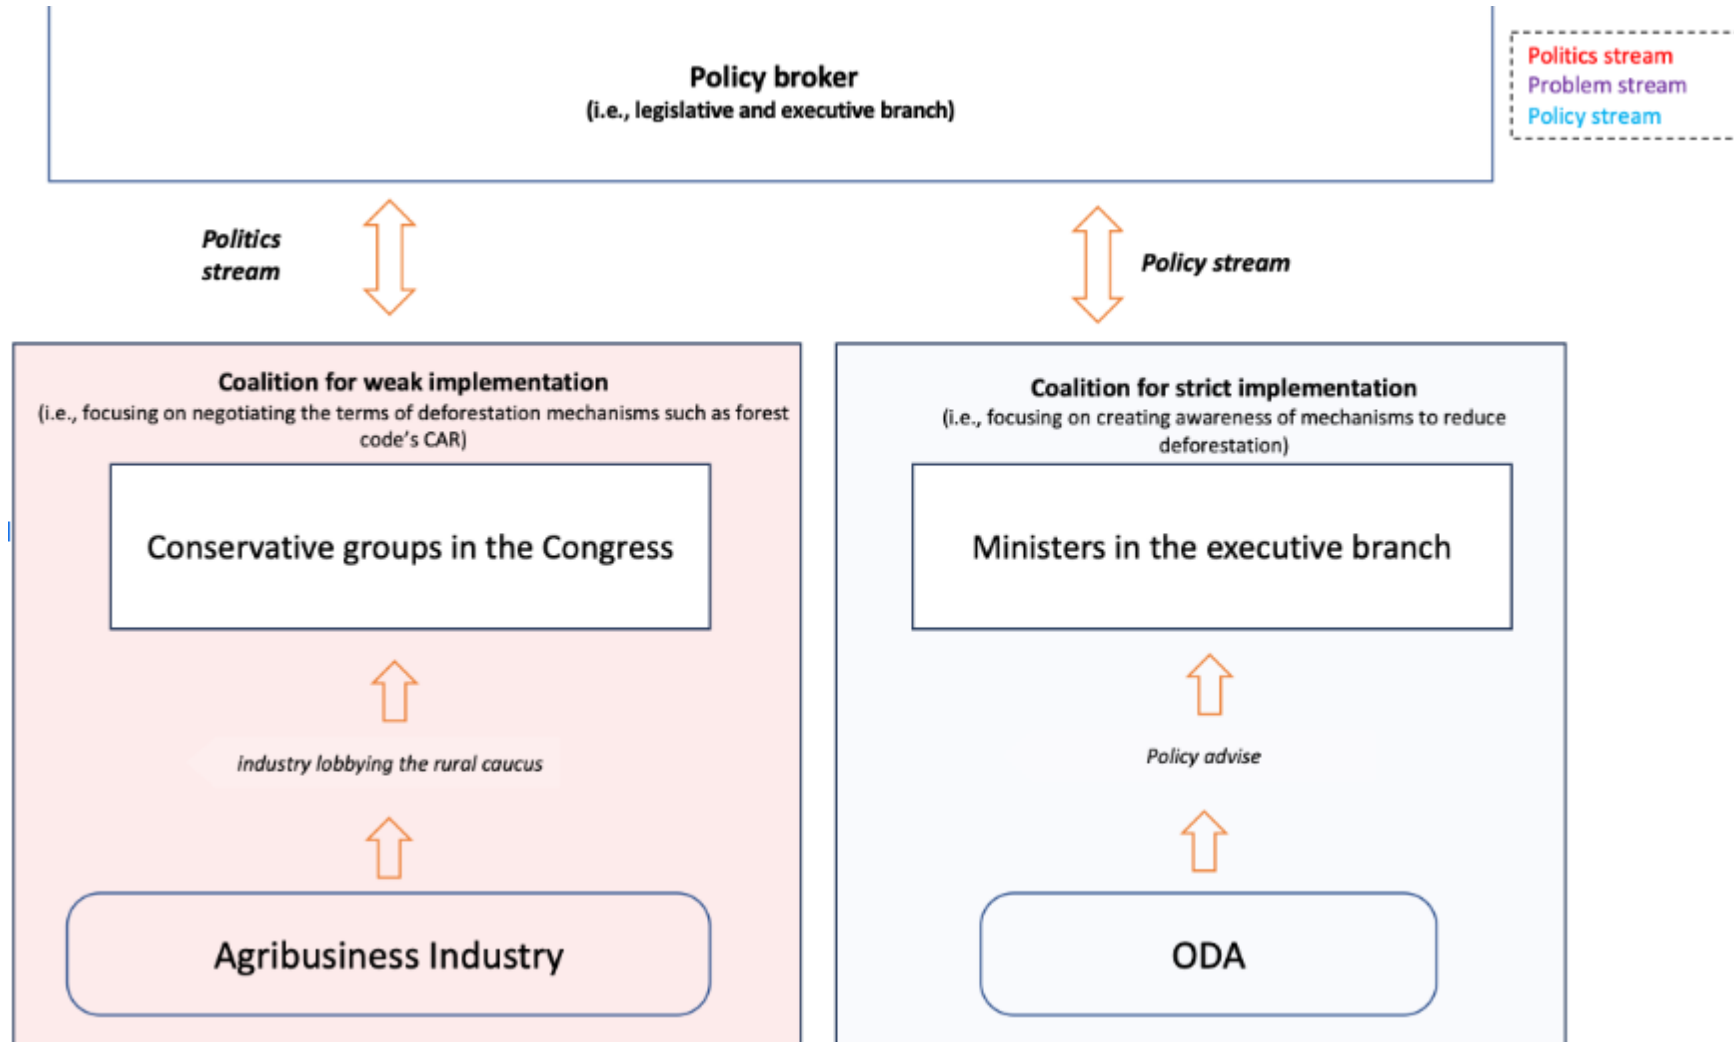 Policy broker
(i.e., legislative and executive branch)
Politics stream
Problem stream
Policy stream
Politics
stream
Policy stream
Coalition for weak implementation
(i.e., focusing on negotiating the terms of deforestation mechanisms such as forest
code's CAR)
Conservative groups in the Congress
industry lobbying the rural caucus
Agribusiness Industry
Coalition for strict implementation
(i.e., focusing on creating awareness of mechanisms to reduce
deforestation)
Ministers in the executive branch
Policy advise
ODA